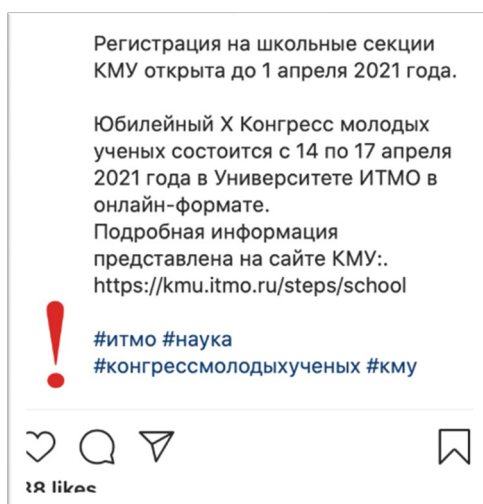 Регистрация на школьные секции
КМУ открыта до 1 апреля 2021 года.
Юбилейный X Конгресс молодых
ученых состоится с 14 по 17 апреля
2021 года в Университете ИТМО в
онлайн-формате.
Подробная информация
представлена на сайте КМУ:.
https://kmu.itmo.ru/steps/school
#итмо #наука
#конгрессмолодыхученых #кму
likes